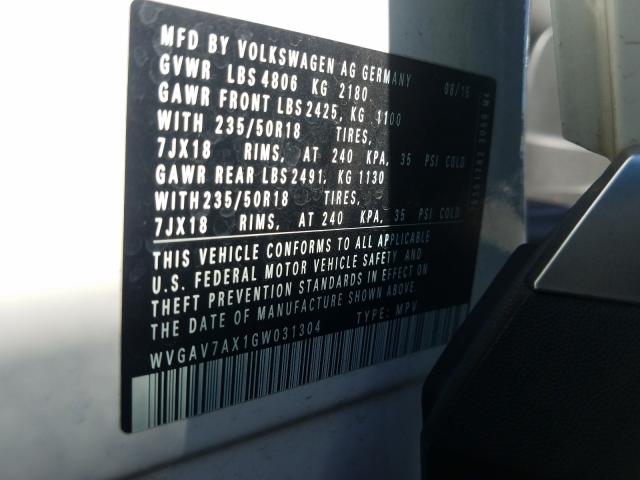 MFD BY VOLKSWAGEN AG GERMANY 08/15
GVWR LBS 4806 KG 2180
GAWR FRONT LBS 2425, KG 1100
WITH 235/50R18 TIRES,
7JX18 RIMS, AT 240 KPA, 35 PSI COLD
GAWR REAR LBS 2491, KG 1130
WITH 235/50R18 TIRES,
7JX18 RIMS, AT 240 KPA, 35 PSI COLD
THIS VEHICLE CONFORMS TO ALL APPLICABLE
U.S. FEDERAL MOTOR VEHICLE SAFETY AND
THEFT PREVENTION STANDARDS IN EFFECT ON
THE DATE OF MANUFACTURE SHOWN ABOVE.
WVGAV7AX1GW031304 TYPE: MPV